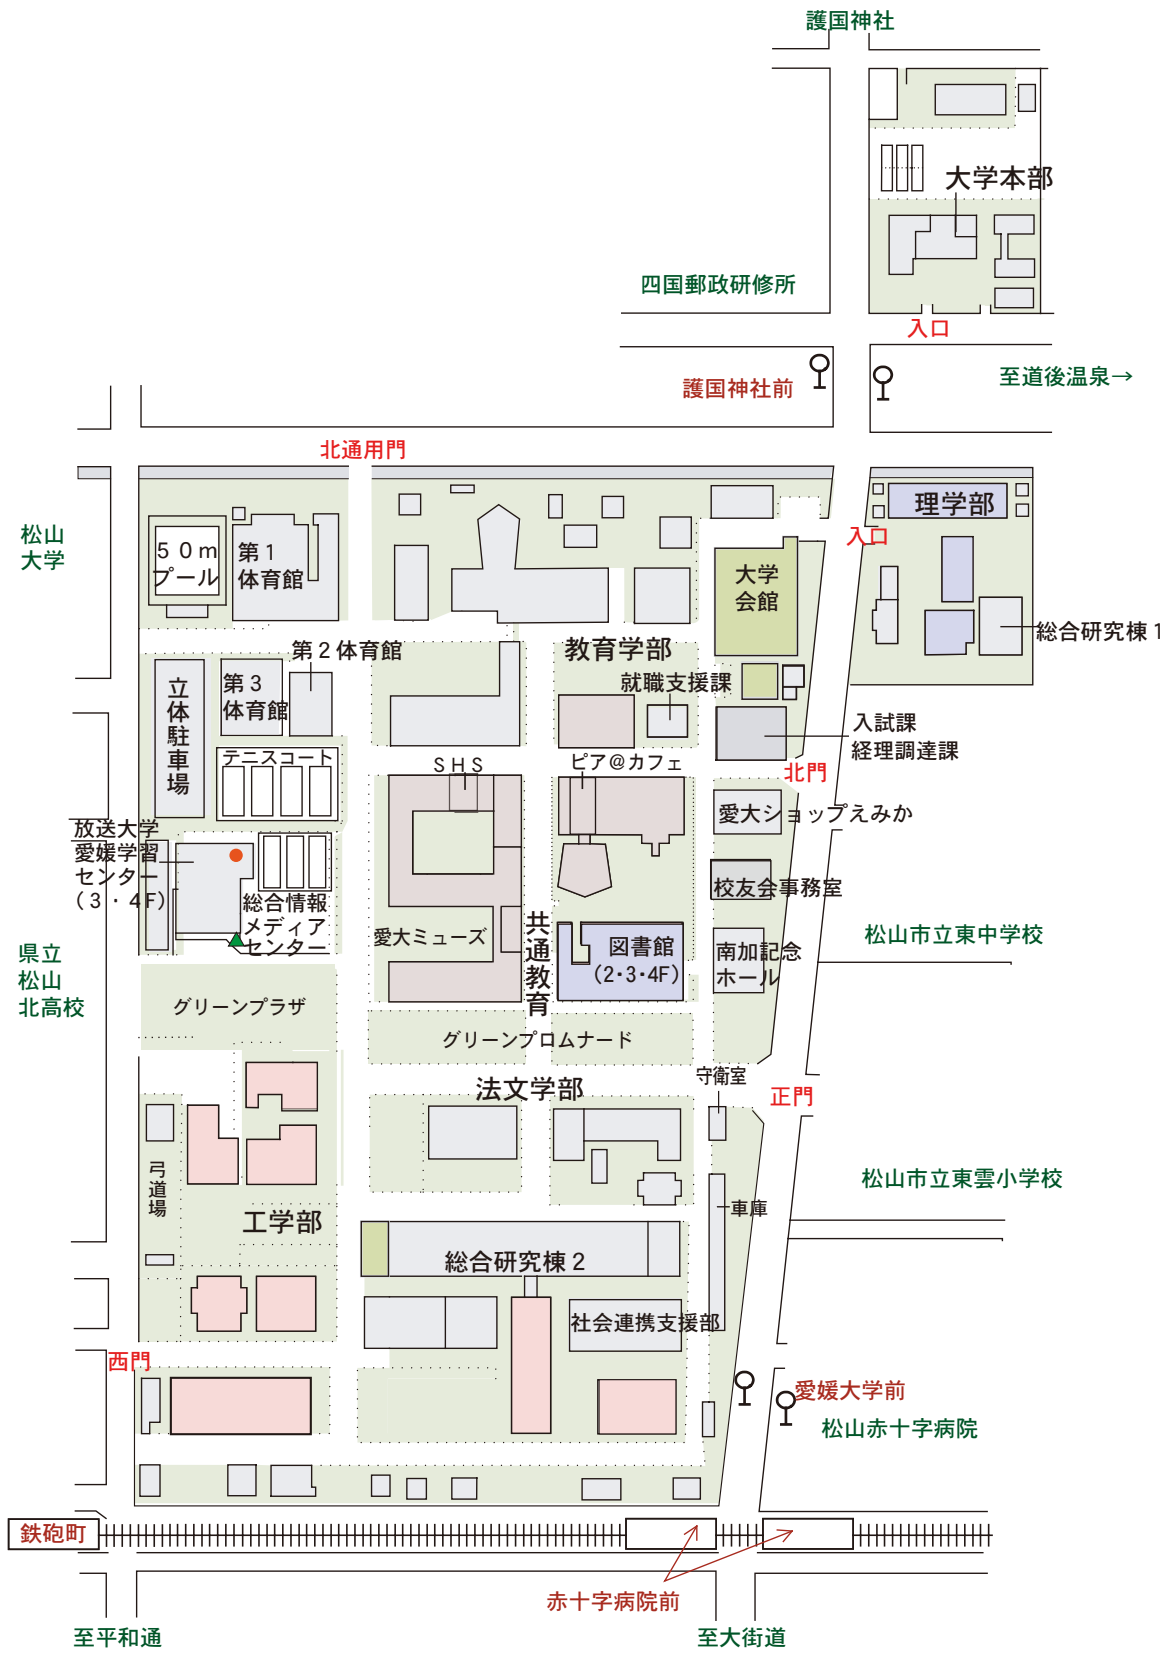 護国神社
大学本部
四国郵政研修所
入口
護国神社前
至道後温泉→
北通用門
松山
大学
50m
プール
第1
体育館
大学
会館
理学部
入口
総合研究棟1
教育学部
第2体育館
就職支援課
第3
体育館
立体駐車場
テニスコート
SHS
ピア@カフェ
入試課
経理調達課
北門
愛大ショップえみか
放送大学
愛媛学習
センター
(3・4F)
総合情報
メディア
センター
校友会事務室
愛大ミューズ
共通教育
図書館
(2・3・4F)
南加記念
ホール
松山市立東中学校
県立
松山
北高校
グリーンプラザ
グリーンプロムナード
守衛室
法文学部
正門
弓道場
松山市立東雲小学校
車庫
工学部
総合研究棟2
社会連携支援部
西門
愛媛大学前
松山赤十字病院
鉄砲町
赤十字病院前
至平和通
至大街道